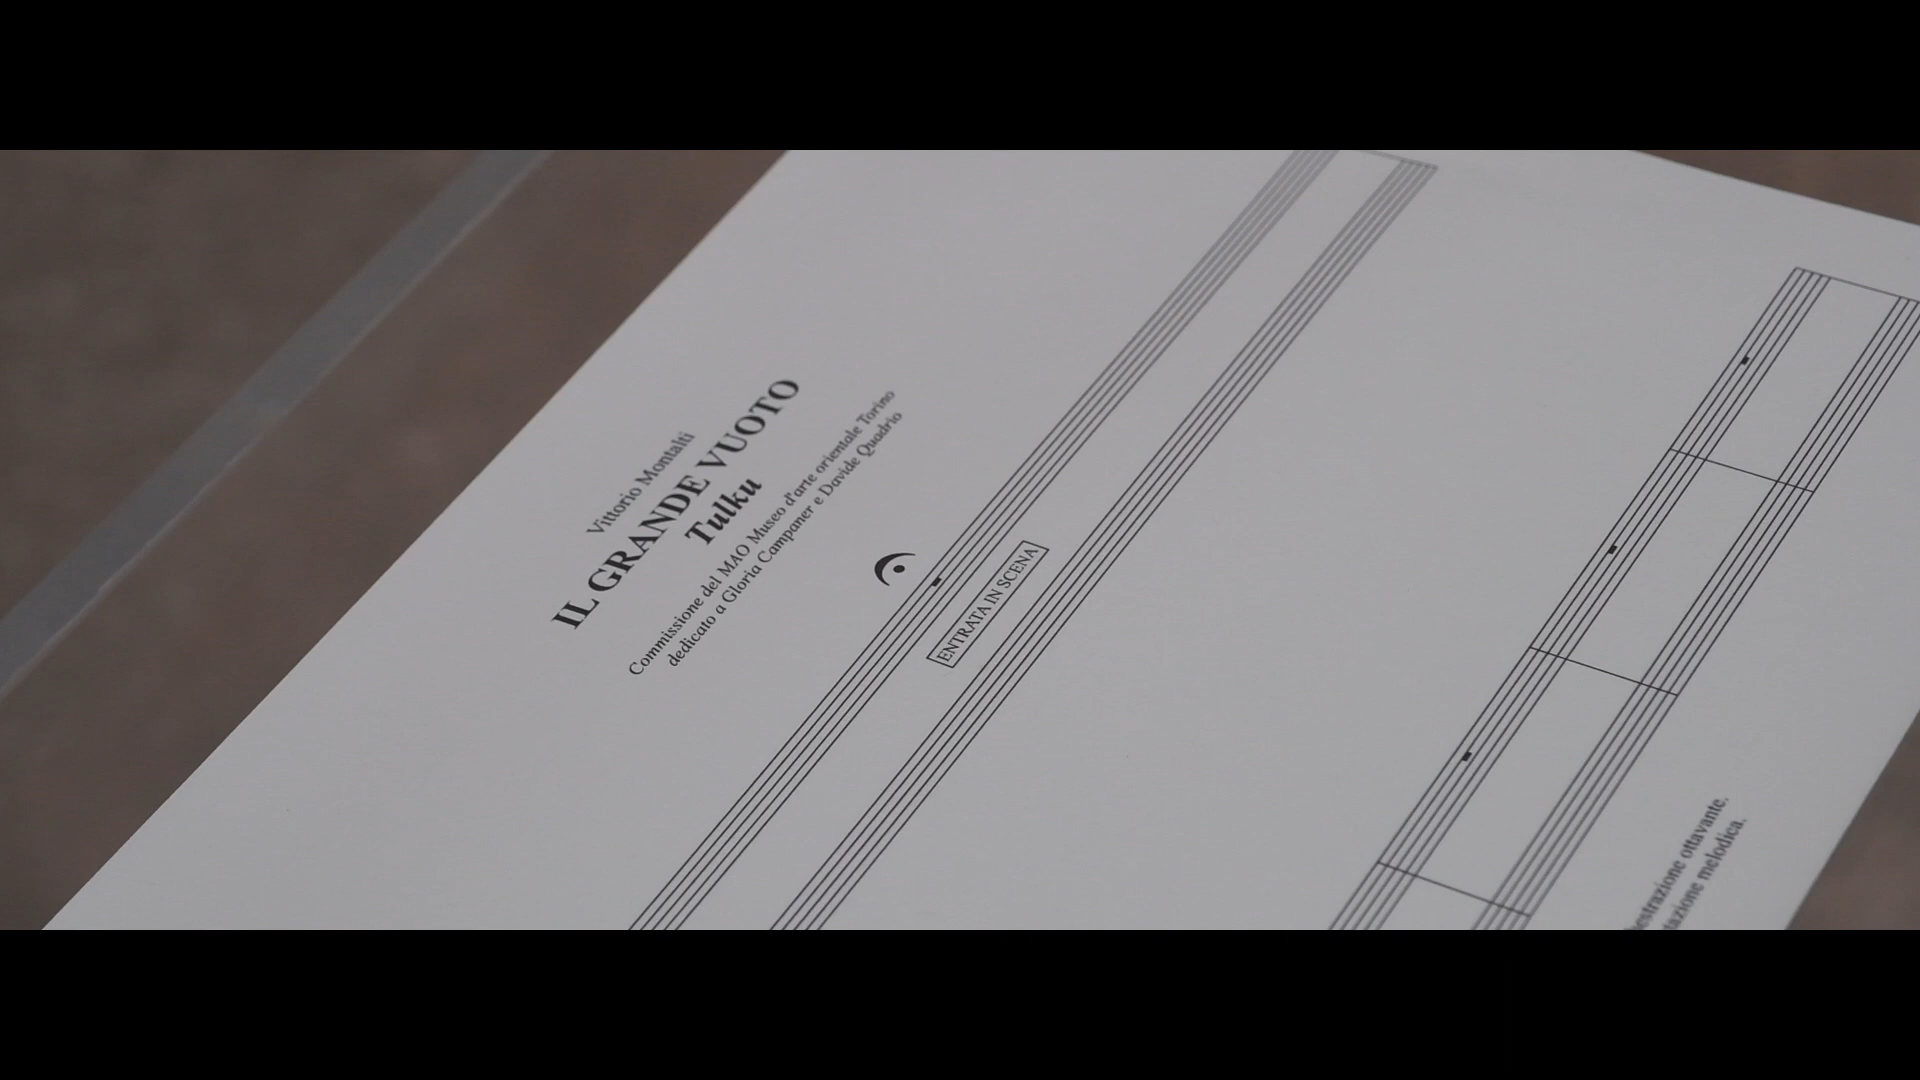 Vittorio Montalti
IL GRANDE VUOTO
Tulku
Commissione del MAO Museo d'arte orientale Torino
dedicato a Gloria Campaner e Davide Quadrio
ENTRATA IN SCENA
ottavante.
melodica.